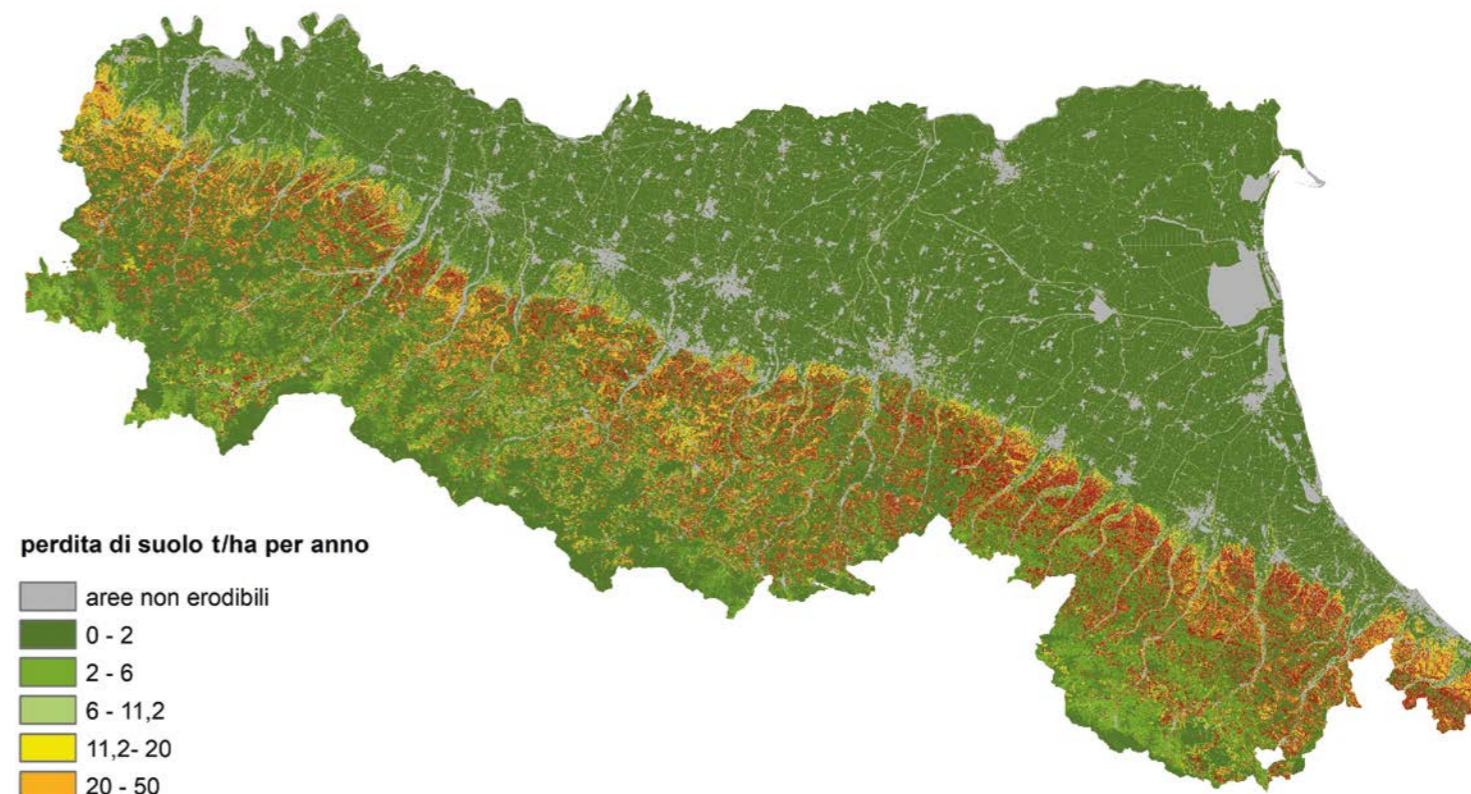 perdita di suolo t/ha per anno
aree non erodibili
0 - 2
2 - 6
6 - 11,2
11,2- 20
20 - 50